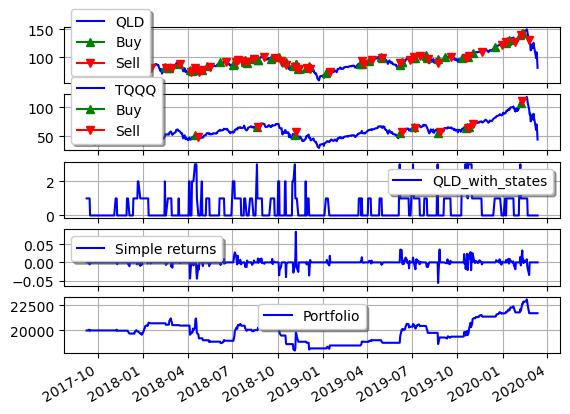 150
QLD
Buy
100
Sell
TQQQ
100
Buy
Sell
50
2
QLD_with_states
0
0.05
Simple returns
0.00
−0.05
22500
Portfolio
20000
2017-10
2018-01
2018-04
2018-07
2018-10
2019-01
2019-04
2019-07
2019-10
2020-01
2020-04